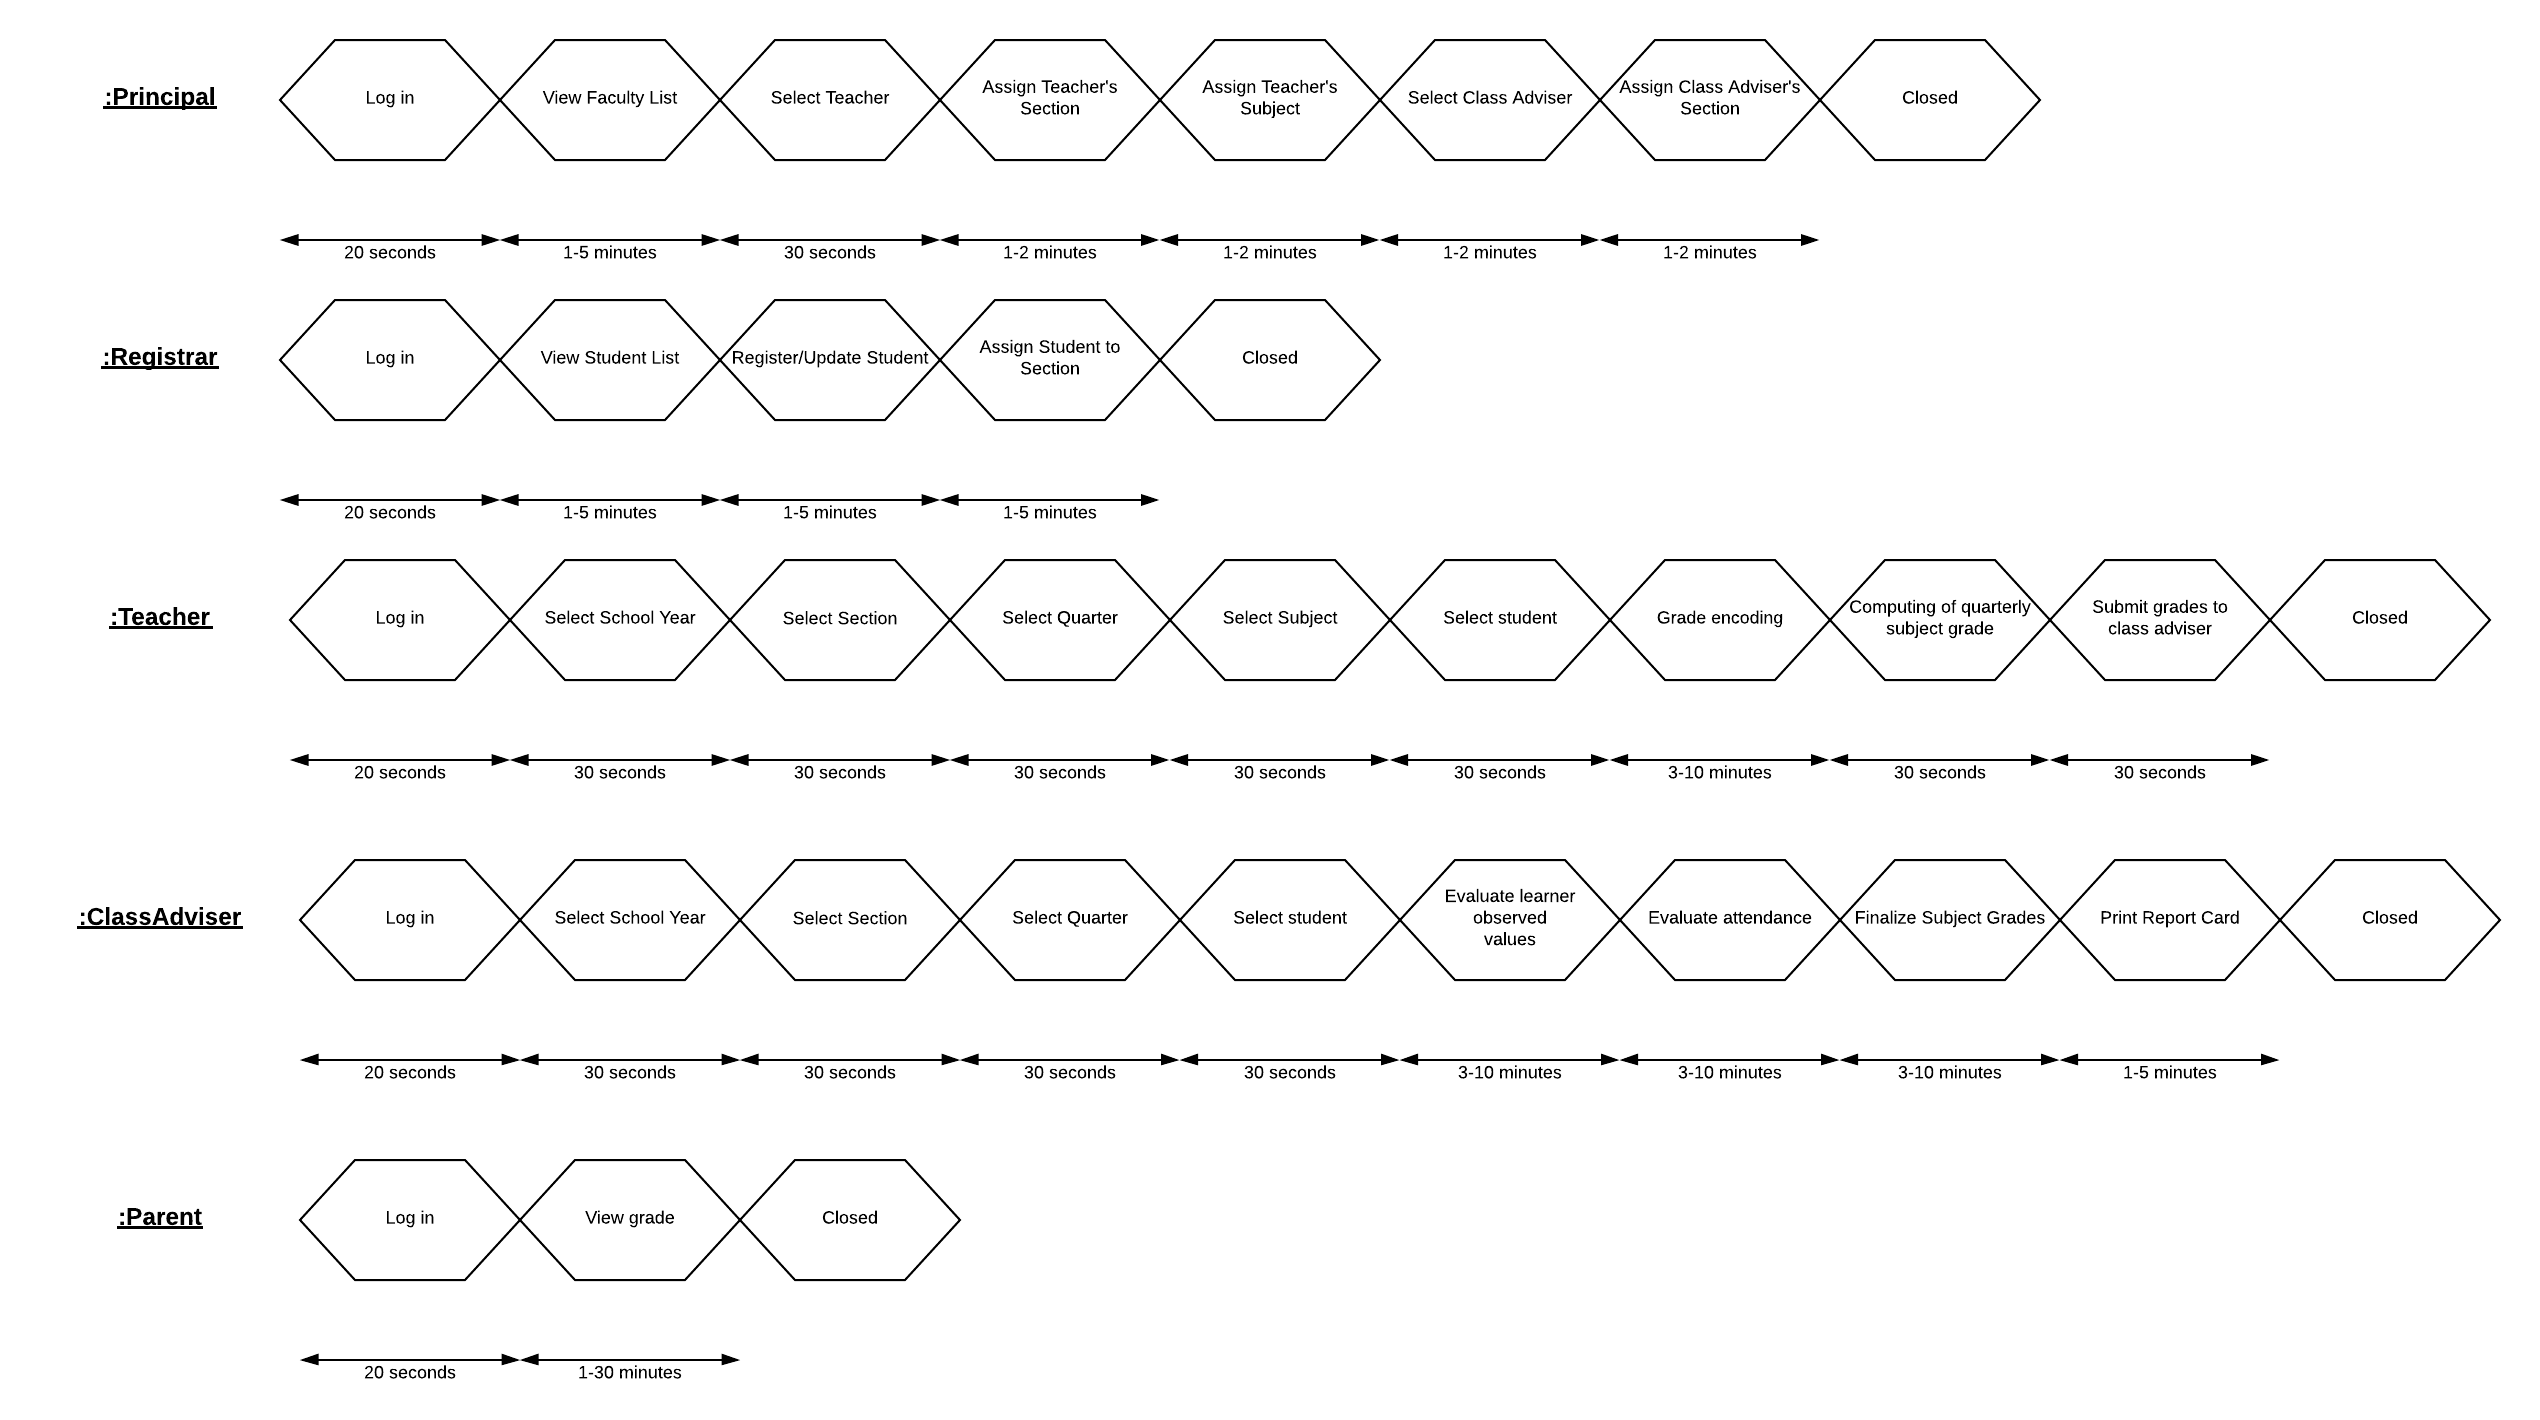 :Principal
Log in
View Faculty List
Select Teacher
Assign Teacher's
Section
Assign Teacher's
Subject
Select Class Adviser
Assign Class Adviser's
Section
Closed
20 seconds
1-5 minutes
30 seconds
1-2 minutes
1-2 minutes
1-2 minutes
1-2 minutes
:Registrar
Log in
View Student List
Register/Update Student
Assign Student to
Section
Closed
20 seconds
1-5 minutes
1-5 minutes
1-5 minutes
:Teacher
Log in
Select School Year
Select Section
Select Quarter
Select Subject
Select student
Grade encoding
Computing of quarterly
subject grade
Submit grades to
class adviser
Closed
20 seconds
30 seconds
30 seconds
30 seconds
30 seconds
30 seconds
3-10 minutes
30 seconds
30 seconds
:ClassAdviser
Log in
Select School Year
Select Section
Select Quarter
Select student
Evaluate learner
observed
values
Evaluate attendance
Finalize Subject Grades
Print Report Card
Closed
20 seconds
30 seconds
30 seconds
30 seconds
30 seconds
3-10 minutes
3-10 minutes
3-10 minutes
1-5 minutes
:Parent
Log in
View grade
Closed
20 seconds
1-30 minutes